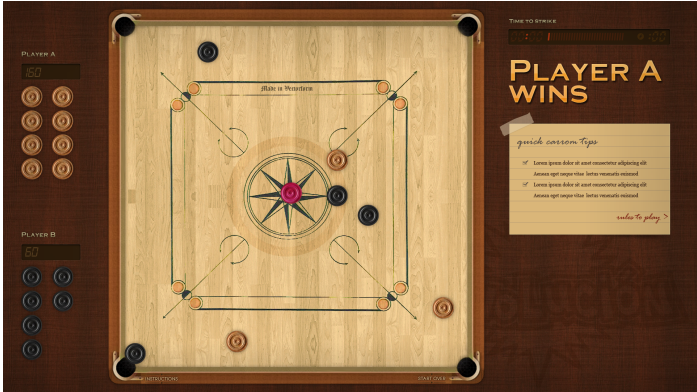 PLAYER A
150
PLAYER B
60
Made in Vectorform
INSTRUCTIONS
START OVER
TIME TO STRIKE
PLAYER A
WINS
quick carrom tips
Lorem ipsum dolor sit amet consectetur adipiscing elit
Aenean eget neque vitae lectus venenatis euismod
Lorem ipsum dolor sit amet consectetur adipiscing elit
Aenean eget neque vitae lectus venenatis euismod
rules to play >